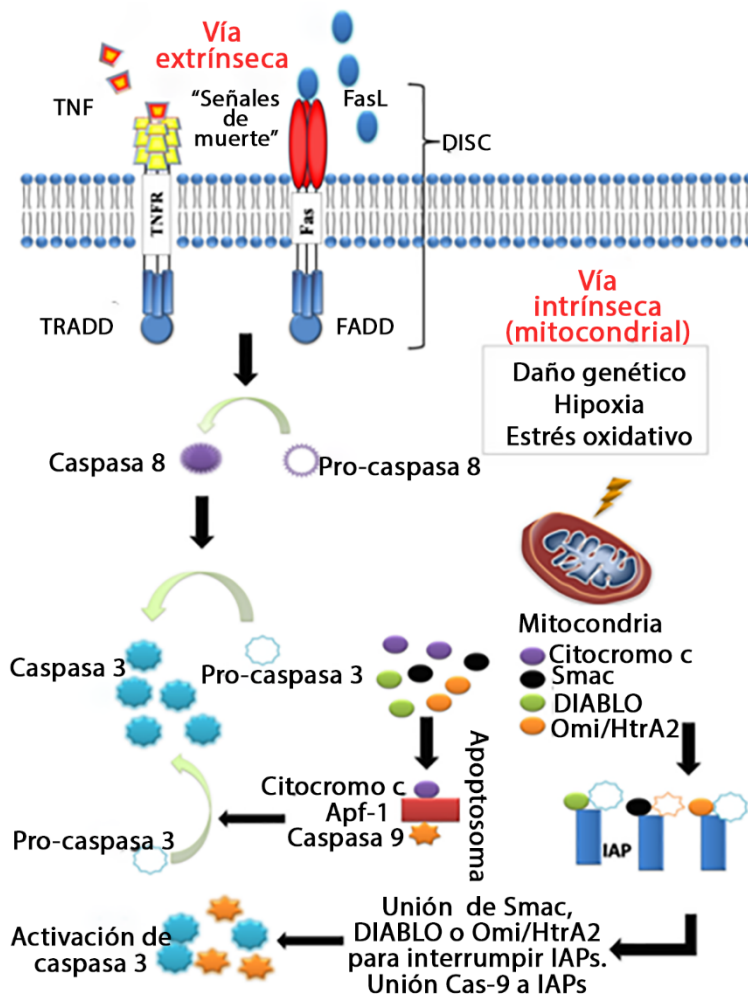 Vía
extrínseca
TNF
“Señales
de
muerte”
FasL
DISC
TNFR
Fas
TRADD
FADD
Vía
intrínseca
(mitocondrial)
Daño genético
Hipoxia
Estrés oxidativo
Caspasa 8
Pro-caspasa 8
Mitocondria
Citocromo c
Smac
DIABLO
Omi/HtrA2
Caspasa 3
Pro-caspasa 3
Apoptosoma
Citocromo c
Apf-1
Caspasa 9
Pro-caspasa 3
IAP
Unión de Smac,
DIABLO o Omi/HtrA2
para interrumpir IAPs.
Unión Cas-9 a IAPs
Activación de
caspasa 3